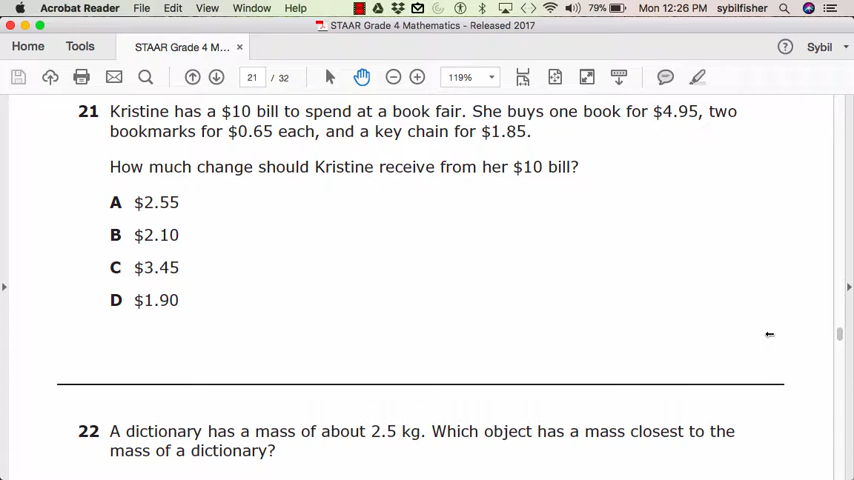 Acrobat Reader File Edit View Window Help 79% Mon 12:26 PM sybilfisher
STAAR Grade 4 Mathematics - Released 2017
Home Tools STAAR Grade 4 M... × ? Sybil
21 / 32 119%
21 Kristine has a $10 bill to spend at a book fair. She buys one book for $4.95, two
bookmarks for $0.65 each, and a key chain for $1.85.
How much change should Kristine receive from her $10 bill?
A $2.55
B $2.10
C $3.45
D $1.90
22 A dictionary has a mass of about 2.5 kg. Which object has a mass closest to the
mass of a dictionary?